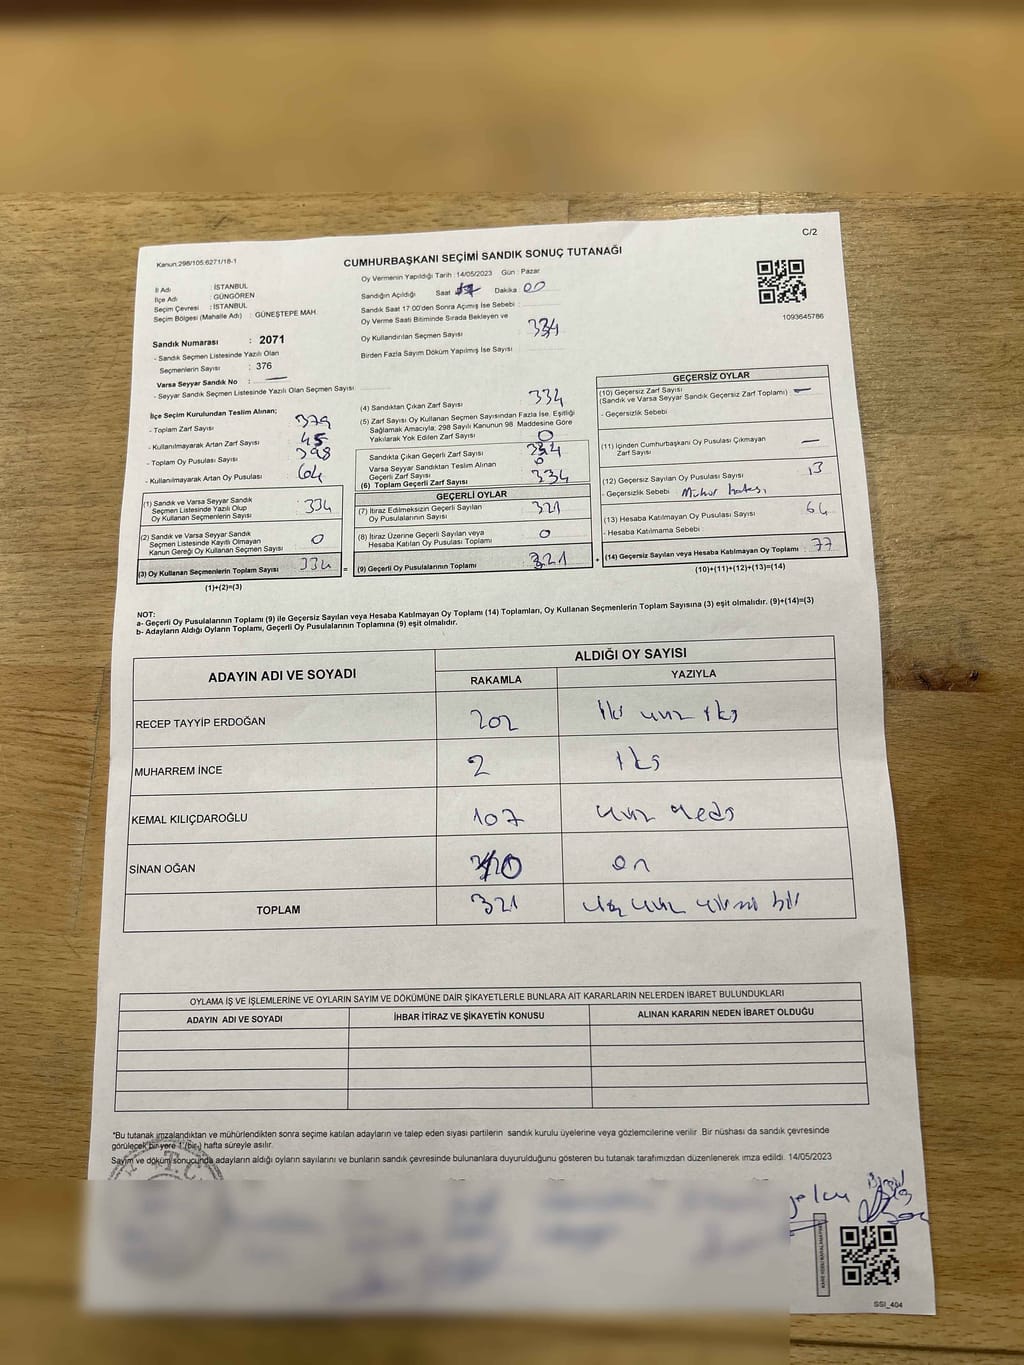 C/2
Kanun:298/105.6271/18-1
CUMHURBAŞKANI SEÇİMİ SANDIK SONUÇ TUTANAĞI
İl Adı : İSTANBUL
İlçe Adı : GÜNGÖREN
Seçim Çevresi : İSTANBUL
Seçim Bölgesi (Mahalle Adı) : GÜNEŞTEPE MAH.
Oy Vermenin Yapıldığı Tarih :14/05/2023 Gün : Pazar
Sandığın Açıldığı Saat Dakika 00
Sandık Saat 17:00'den Sonra Açımış İse Sebebi :
Oy Verme Saati Bitiminde Sırada Bekleyen ve
Oy Kullandırılan Seçmen Sayısı 334
Birden Fazla Sayım Döküm Yapılmış İse Sayısı
1093645786
Sandık Numarası : 2071
- Sandık Seçmen Listesinde Yazılı Olan
Seçmenlerin Sayısı : 376
Varsa Seyyar Sandık No : —
- Seyyar Sandık Seçmen Listesinde Yazılı Olan Seçmen Sayısı
İlçe Seçim Kurulundan Teslim Alınan;
- Toplam Zarf Sayısı 379
- Kullanılmayarak Artan Zarf Sayısı 45
- Toplam Oy Pusulası Sayısı 398
- Kullanılmayarak Artan Oy Pusulası 64
(1) Sandık ve Varsa Seyyar Sandık
Seçmen Listesinde Yazılı Olup
Oy Kullanan Seçmenlerin Sayısı 334
(2) Sandık ve Varsa Seyyar Sandık
Seçmen Listesinde Kayıtlı Olmayan
Kanun Gereği Oy Kullanan Seçmen Sayısı 0
(3) Oy Kullanan Seçmenlerin Toplam Sayısı 334 =
(1)+(2)=(3)
(4) Sandıktan Çıkan Zarf Sayısı 334
(5) Zarf Sayısı Oy Kullanan Seçmen Sayısından Fazla İse, Eşitliği
Sağlamak Amacıyla; 298 Sayılı Kanunun 98. Maddesine Göre
Yakılarak Yok Edilen Zarf Sayısı 0
Sandıkta Çıkan Geçerli Zarf Sayısı 334
Varsa Seyyar Sandıktan Teslim Alınan
Geçerli Zarf Sayısı 0
(6) Toplam Geçerli Zarf Sayısı 334
GEÇERLİ OYLAR
(7) İtiraz Edilmeksizin Geçerli Sayılan
Oy Pusulalarının Sayısı 321
(8) İtiraz Üzerine Geçerli Sayılan veya
Hesaba Katılan Oy Pusulası Toplamı 0
(9) Geçerli Oy Pusulalarının Toplamı 321 +
GEÇERSİZ OYLAR
(10) Geçersiz Zarf Sayısı
(Sandık ve Varsa Seyyar Sandık Geçersiz Zarf Toplamı) —
- Geçersizlik Sebebi
(11) İçinden Cumhurbaşkanı Oy Pusulası Çıkmayan
Zarf Sayısı —
(12) Geçersiz Sayılan Oy Pusulası Sayısı 13
- Geçersizlik Sebebi Mühür hatası
(13) Hesaba Katılmayan Oy Pusulası Sayısı 64
- Hesaba Katılmama Sebebi :
(14) Geçersiz Sayılan veya Hesaba Katılmayan Oy Toplamı : 77
(10)+(11)+(12)+(13)=(14)
NOT:
a- Geçerli Oy Pusulalarının Toplamı (9) ile Geçersiz Sayılan veya Hesaba Katılmayan Oy Toplamı (14) Toplamları, Oy Kullanan Seçmenlerin Toplam Sayısına (3) eşit olmalıdır. (9)+(14)=(3)
b- Adayların Aldığı Oyların Toplamı, Geçerli Oy Pusulalarının Toplamına (9) eşit olmalıdır.
ADAYIN ADI VE SOYADI
ALDIĞI OY SAYISI
RAKAMLA YAZIYLA
RECEP TAYYİP ERDOĞAN 202 iki yüz iki
MUHARREM İNCE 2 iki
KEMAL KILIÇDAROĞLU 107 yüz yedi
SİNAN OĞAN 10 on
TOPLAM 321 üç yüz yirmi bir
OYLAMA İŞ VE İŞLEMLERİNE VE OYLARIN SAYIM VE DÖKÜMÜNE DAİR ŞİKAYETLERLE BUNLARA AİT KARARLARIN NELERDEN İBARET BULUNDUKLARI
ADAYIN ADI VE SOYADI İHBAR İTİRAZ VE ŞİKAYETİN KONUSU ALINAN KARARIN NEDEN İBARET OLDUĞU
*Bu tutanak imzalandıktan ve mühürlendikten sonra seçime katılan adayların ve talep eden siyasi partilerin sandık kurulu üyelerine veya gözlemcilerine verilir Bir nüshası da sandık çevresinde
görülecek bir yere 1 (bir) hafta süreyle asılır.
Sayım ve döküm sonucunda adayların aldığı oyların sayılarını ve bunların sandık çevresinde bulunanlara duyurulduğunu gösteren bu tutanak tarafımızdan düzenlenerek imza edildi. 14/05/2023
T.C.
SSI_404